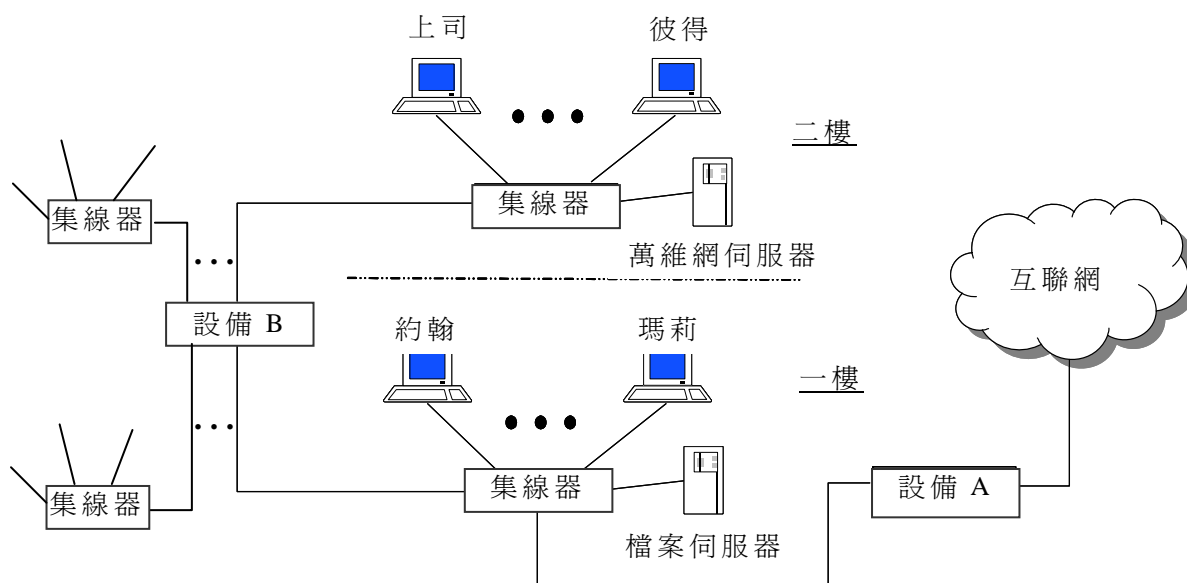 上司
彼得
二樓
集線器
集線器
萬維網伺服器
互聯網
設備 B
約翰
瑪莉
一樓
集線器
集線器
設備 A
檔案伺服器